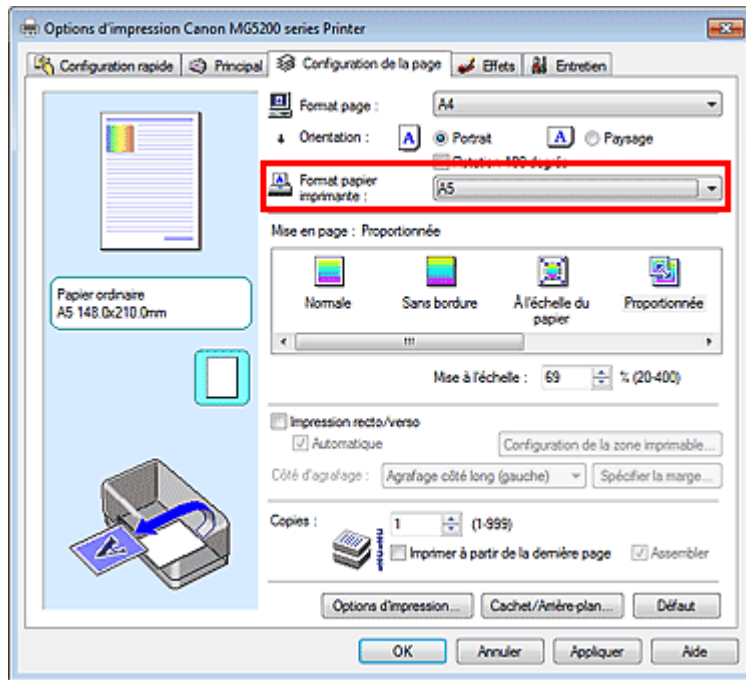 Options d'impression Canon MG5200 series Printer
Configuration rapide Principal Configuration de la page Effets Entretien
Format page : A4
Orientation : A Portrait A Paysage
Format papier imprimante : A5
Mise en page : Proportionnée
Normale Sans bordure À l'échelle du papier Proportionnée
Papier ordinaire
A5 148.0x210.0mm
Mise à l'échelle : 69 % (20-400)
Impression recto/verso
Automatique Configuration de la zone imprimable...
Côté d'agrafage : Agrafage côté long (gauche) Spécifier la marge...
Copies : 1 (1-999)
Imprimer à partir de la dernière page Assembler
Options d'impression... Cachet/Arrière-plan... Défaut
OK Annuler Appliquer Aide